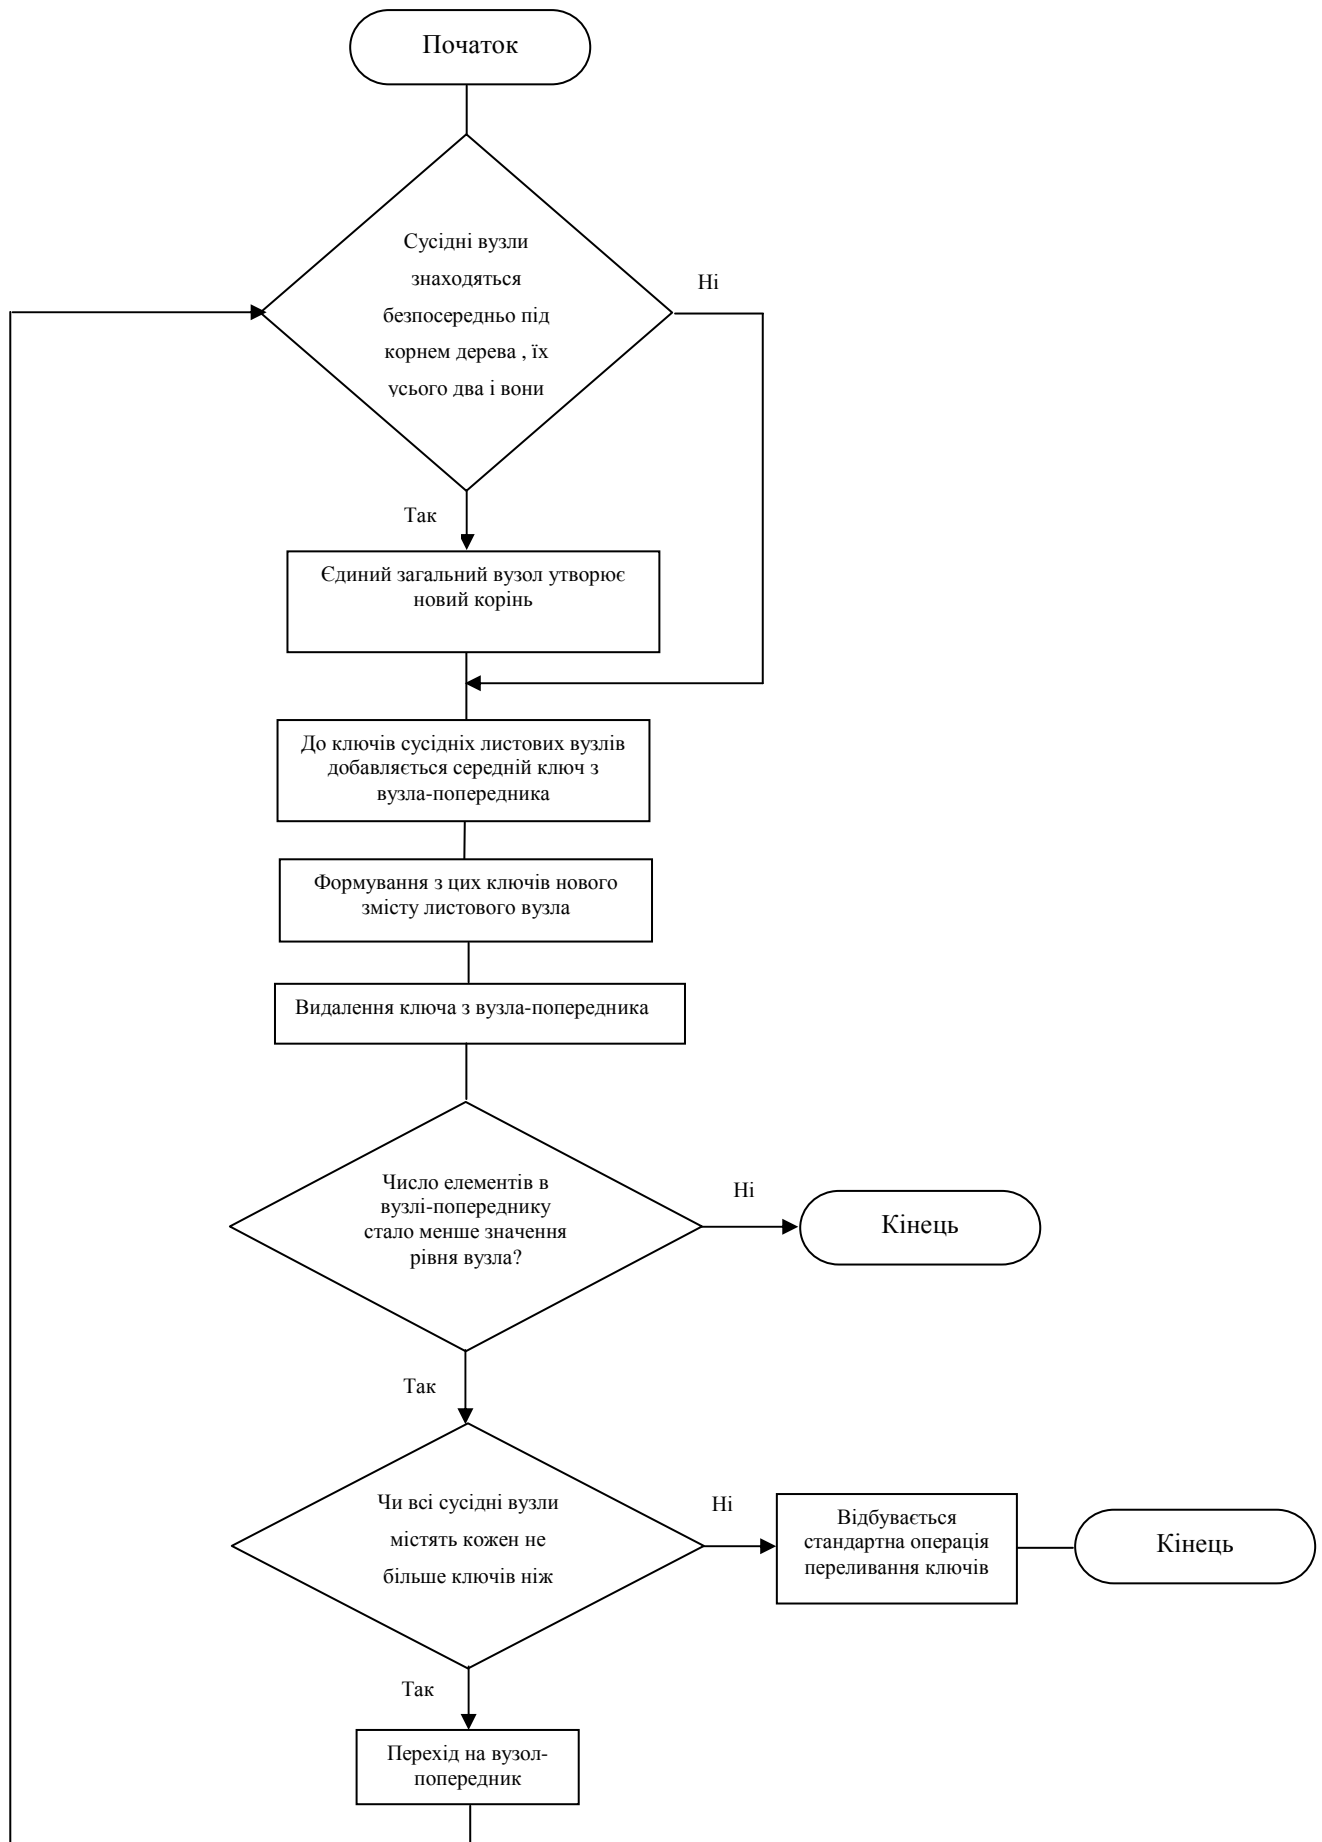 Початок
Сусідні вузли
знаходяться
безпосередньо під
корнем дерева , їх
усього два і вони
Ні
Так
Єдиний загальний вузол утворює
новий корінь
До ключів сусідніх листових вузлів
добавляється середній ключ з
вузла-попередника
Формування з цих ключів нового
змісту листового вузла
Видалення ключа з вузла-попередника
Число елементів в
вузлі-попереднику
стало менше значення
рівня вузла?
Ні
Кінець
Так
Чи всі сусідні вузли
містять кожен не
більше ключів ніж
Ні
Відбувається
стандартна операція
переливання ключів
Кінець
Так
Перехід на вузол-
попередник